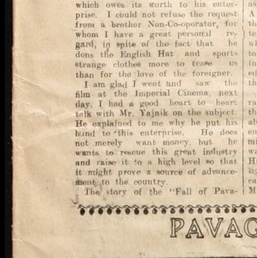 which owes its worth to his enter-
prise. I could not refuse the request
from a brother Non-Co-operator, for
whom I have a great personal re-
gard, in spite of the fact that he
dons the English Hat and sports
strange clothes more to tease us
than for the love of the foreigner.
I am glad I went and saw the
film at the Imperial Cinema, next
day. I had a good heart to heart
talk with Mr. Yajnik on the subject.
He explained to me why he put his
hand to this enterprise. He does
not merely want money, but he
wants to rescue this great industry
and raise it to a high level so that
it might prove a source of advance-
ment to the country.
The story of the "Fall of Pava-
PAVAG